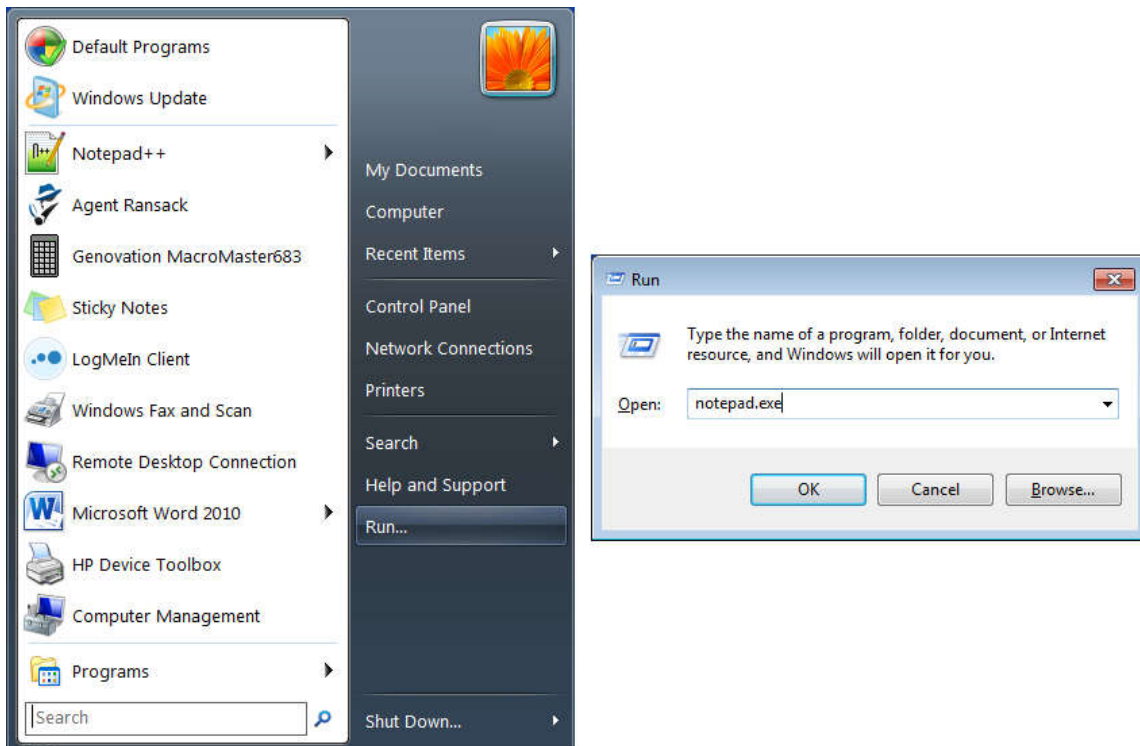 Default Programs
Windows Update
Notepad++
Agent Ransack
Genovation MacroMaster683
Sticky Notes
LogMeIn Client
Windows Fax and Scan
Remote Desktop Connection
Microsoft Word 2010
HP Device Toolbox
Computer Management
Programs
Search
My Documents
Computer
Recent Items
Control Panel
Network Connections
Printers
Search
Help and Support
Run...
Shut Down...
Run
Type the name of a program, folder, document, or Internet
resource, and Windows will open it for you.
Open: notepad.exe
OK Cancel Browse...